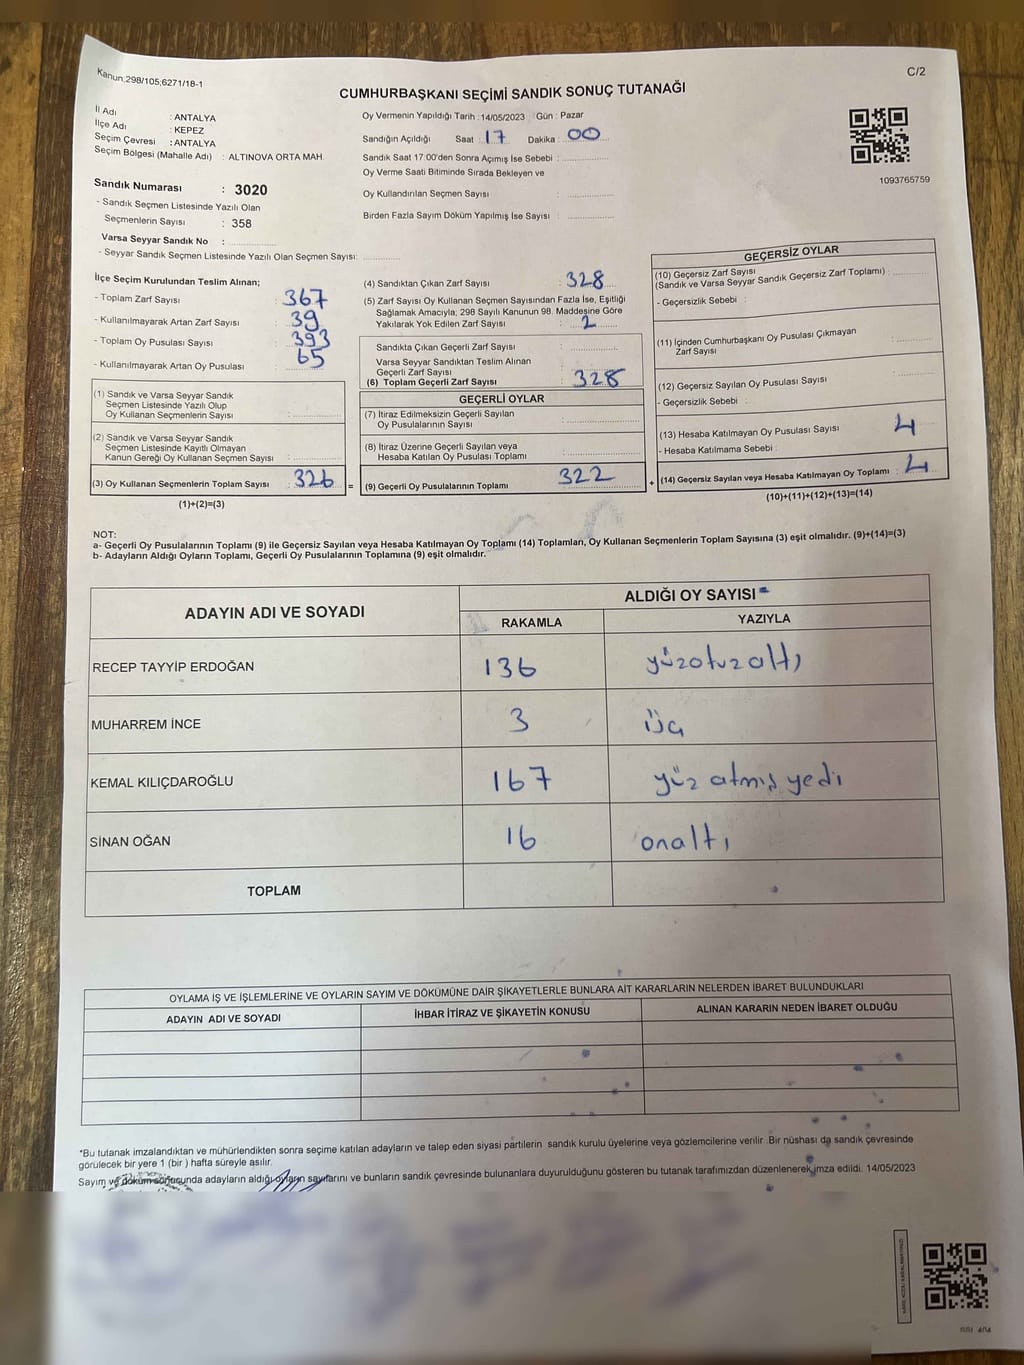 Kanun;298/105,6271/18-1
C/2
CUMHURBAŞKANI SEÇİMİ SANDIK SONUÇ TUTANAĞI
İl Adı : ANTALYA
İlçe Adı : KEPEZ
Seçim Çevresi : ANTALYA
Seçim Bölgesi (Mahalle Adı) : ALTINOVA ORTA MAH.
Sandık Numarası : 3020
- Sandık Seçmen Listesinde Yazılı Olan
Seçmenlerin Sayısı : 358
Varsa Seyyar Sandık No :
- Seyyar Sandık Seçmen Listesinde Yazılı Olan Seçmen Sayısı:
Oy Vermenin Yapıldığı Tarih :14/05/2023 Gün : Pazar
Sandığın Açıldığı Saat 17 Dakika : 00
Sandık Saat 17:00'den Sonra Açımış İse Sebebi :
Oy Verme Saati Bitiminde Sırada Bekleyen ve
Oy Kullandırılan Seçmen Sayısı :
Birden Fazla Sayım Döküm Yapılmış İse Sayısı :
1093765759
İlçe Seçim Kurulundan Teslim Alınan;
- Toplam Zarf Sayısı : 367
- Kullanılmayarak Artan Zarf Sayısı : 39
- Toplam Oy Pusulası Sayısı : 393
- Kullanılmayarak Artan Oy Pusulası : 65
(1) Sandık ve Varsa Seyyar Sandık
Seçmen Listesinde Yazılı Olup
Oy Kullanan Seçmenlerin Sayısı :
(2) Sandık ve Varsa Seyyar Sandık
Seçmen Listesinde Kayıtlı Olmayan
Kanun Gereği Oy Kullanan Seçmen Sayısı :
(3) Oy Kullanan Seçmenlerin Toplam Sayısı : 326
(1)+(2)=(3)
=
(4) Sandıktan Çıkan Zarf Sayısı : 328
(5) Zarf Sayısı Oy Kullanan Seçmen Sayısından Fazla İse, Eşitliği
Sağlamak Amacıyla; 298 Sayılı Kanunun 98. Maddesine Göre
Yakılarak Yok Edilen Zarf Sayısı : 2
Sandıkta Çıkan Geçerli Zarf Sayısı :
Varsa Seyyar Sandıktan Teslim Alınan
Geçerli Zarf Sayısı :
(6) Toplam Geçerli Zarf Sayısı : 328
GEÇERLİ OYLAR
(7) İtiraz Edilmeksizin Geçerli Sayılan
Oy Pusulalarının Sayısı :
(8) İtiraz Üzerine Geçerli Sayılan veya
Hesaba Katılan Oy Pusulası Toplamı :
(9) Geçerli Oy Pusulalarının Toplamı : 322
+
GEÇERSİZ OYLAR
(10) Geçersiz Zarf Sayısı
(Sandık ve Varsa Seyyar Sandık Geçersiz Zarf Toplamı) :
- Geçersizlik Sebebi :
(11) İçinden Cumhurbaşkanı Oy Pusulası Çıkmayan
Zarf Sayısı :
(12) Geçersiz Sayılan Oy Pusulası Sayısı :
- Geçersizlik Sebebi :
(13) Hesaba Katılmayan Oy Pusulası Sayısı : 4
- Hesaba Katılmama Sebebi :
(14) Geçersiz Sayılan veya Hesaba Katılmayan Oy Toplamı : 4
(10)+(11)+(12)+(13)=(14)
NOT:
a- Geçerli Oy Pusulalarının Toplamı (9) ile Geçersiz Sayılan veya Hesaba Katılmayan Oy Toplamı (14) Toplamları, Oy Kullanan Seçmenlerin Toplam Sayısına (3) eşit olmalıdır. (9)+(14)=(3)
b- Adayların Aldığı Oyların Toplamı, Geçerli Oy Pusulalarının Toplamına (9) eşit olmalıdır.
ADAYIN ADI VE SOYADI
ALDIĞI OY SAYISI
RAKAMLA YAZIYLA
RECEP TAYYİP ERDOĞAN 136 yüzotuzaltı
MUHARREM İNCE 3 üç
KEMAL KILIÇDAROĞLU 167 yüz atmış yedi
SİNAN OĞAN 16 onaltı
TOPLAM
OYLAMA İŞ VE İŞLEMLERİNE VE OYLARIN SAYIM VE DÖKÜMÜNE DAİR ŞİKAYETLERLE BUNLARA AİT KARARLARIN NELERDEN İBARET BULUNDUKLARI
ADAYIN ADI VE SOYADI İHBAR İTİRAZ VE ŞİKAYETİN KONUSU ALINAN KARARIN NEDEN İBARET OLDUĞU
*Bu tutanak imzalandıktan ve mühürlendikten sonra seçime katılan adayların ve talep eden siyasi partilerin sandık kurulu üyelerine veya gözlemcilerine verilir. Bir nüshası da sandık çevresinde
görülecek bir yere 1 (bir ) hafta süreyle asılır.
Sayım ve döküm sonucunda adayların aldığı oyların sayılarını ve bunların sandık çevresinde bulunanlara duyurulduğunu gösteren bu tutanak tarafımızdan düzenlenerek imza edildi. 14/05/2023